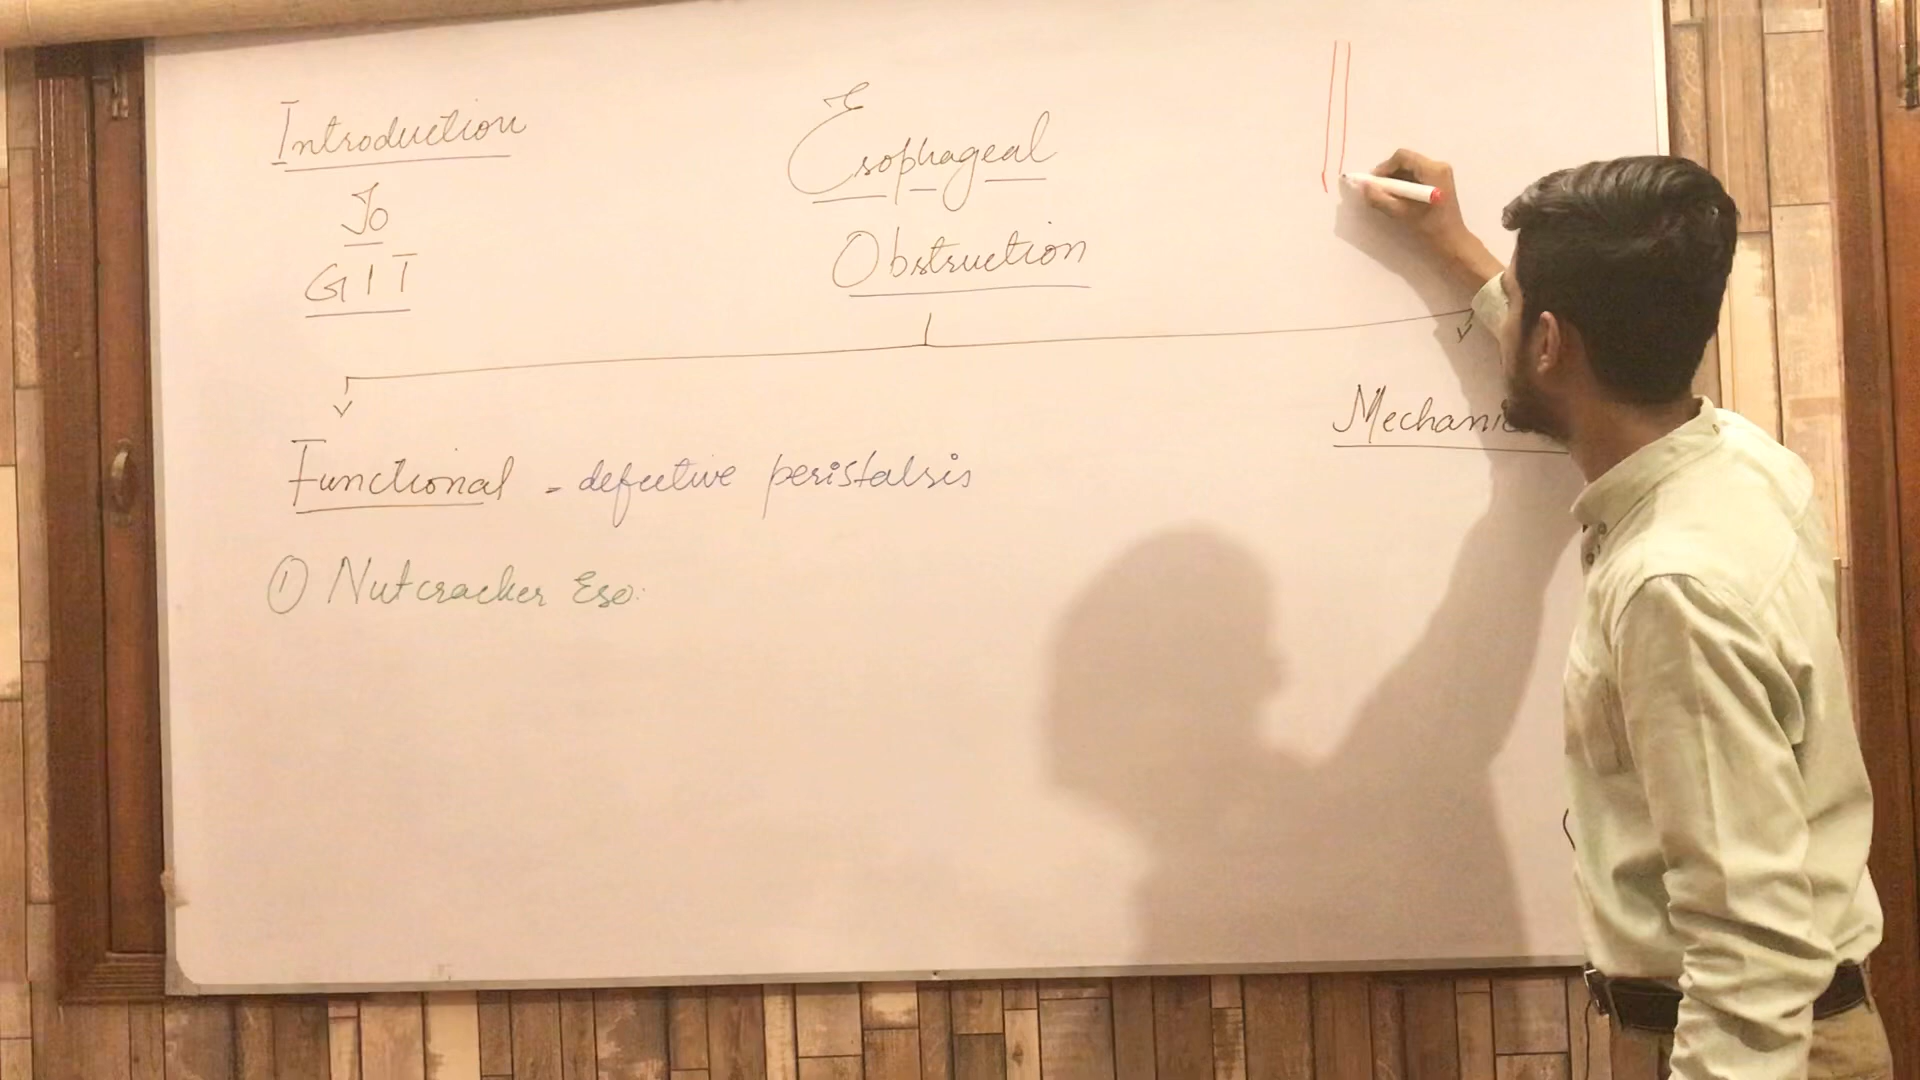 Introduction
To
GIT
Esophageal
Obstruction
Functional - defective peristalsis
Mechanic
① Nutcracker Eso: